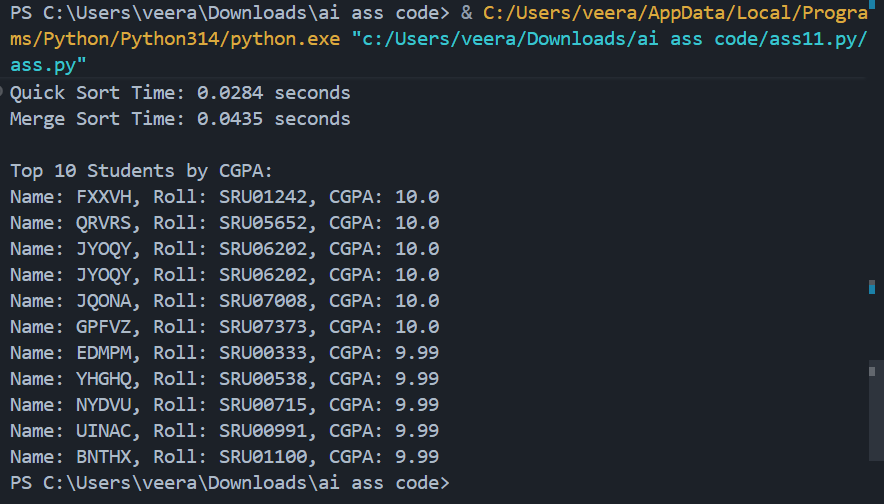 PS C:\Users\veera\Downloads\ai ass code> & C:/Users/veera/AppData/Local/Progra
ms/Python/Python314/python.exe "c:/Users/veera/Downloads/ai ass code/ass11.py/
ass.py"
Quick Sort Time: 0.0284 seconds
Merge Sort Time: 0.0435 seconds

Top 10 Students by CGPA:
Name: FXXVH, Roll: SRU01242, CGPA: 10.0
Name: QRVRS, Roll: SRU05652, CGPA: 10.0
Name: JYOQY, Roll: SRU06202, CGPA: 10.0
Name: JYOQY, Roll: SRU06202, CGPA: 10.0
Name: JQONA, Roll: SRU07008, CGPA: 10.0
Name: GPFVZ, Roll: SRU07373, CGPA: 10.0
Name: EDMPM, Roll: SRU00333, CGPA: 9.99
Name: YHGHQ, Roll: SRU00538, CGPA: 9.99
Name: NYDVU, Roll: SRU00715, CGPA: 9.99
Name: UINAC, Roll: SRU00991, CGPA: 9.99
Name: BNTHX, Roll: SRU01100, CGPA: 9.99
PS C:\Users\veera\Downloads\ai ass code>